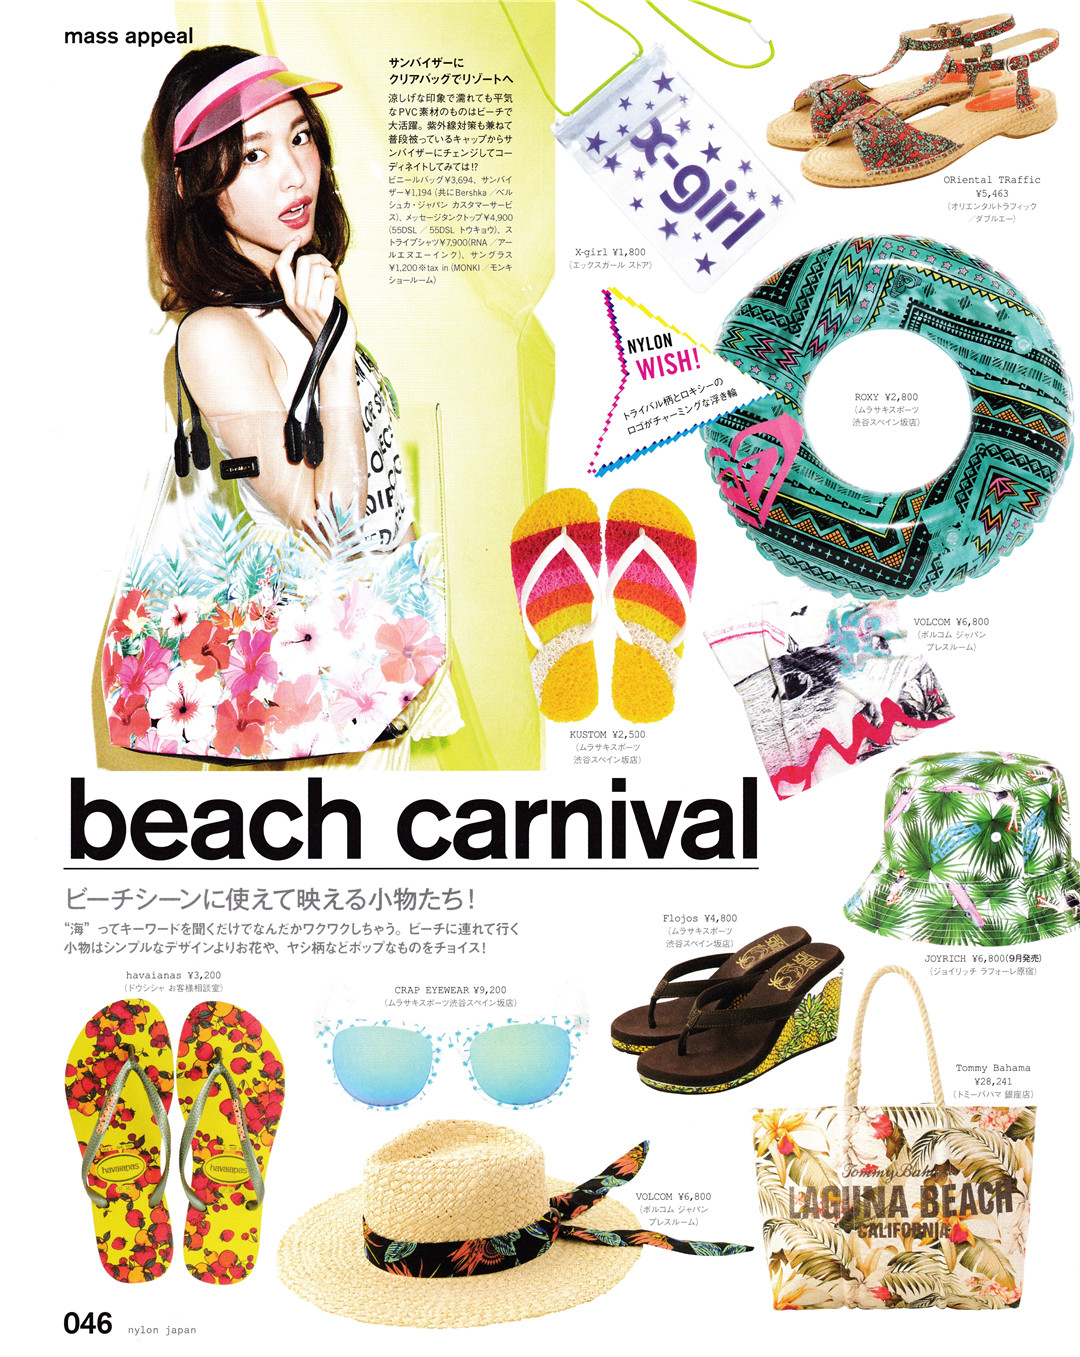 mass appeal
サンバイザーに
クリアバッグでリゾートへ
涼しげな印象で濡れても平気
なPVC素材のものはビーチで
大活躍。紫外線対策も兼ねて
普段被っているキャップからサ
ンバイザーにチェンジしてコー
ディネイトしてみては!?
ビニールバッグ¥3,694、サンバイ
ザー¥1,194 (共にBershka／ベル
シュカ・ジャパン カスタマーサービ
ス)、メッセージタンクトップ¥4,900
(55DSL ／ 55DSL トウキョウ)、ス
トライプシャツ¥7,900(RNA／アー
ルエヌエーインク)、サングラス
¥1,200※tax in (MONKI／モンキ
ショールーム)
x-girl
X-girl ¥1,800
(エックスガール ストア)
ORiental TRaffic
¥5,463
(オリエンタルトラフィック
／ダブルエー)
NYLON
WISH!
トライバル柄とロキシーの
ロゴがチャーミングな浮き輪
ROXY ¥2,800
(ムラサキスポーツ
渋谷スペイン坂店)
VOLCOM ¥6,800
(ボルコム ジャパン
プレスルーム)
KUSTOM ¥2,500
(ムラサキスポーツ
渋谷スペイン坂店)
beach carnival
ビーチシーンに使えて映える小物たち!
“海”ってキーワードを聞くだけでなんだかワクワクしちゃう。ビーチに連れて行く
小物はシンプルなデザインよりお花や、ヤシ柄などポップなものをチョイス!
JOYRICH ¥6,800(9月発売)
(ジョイリッチ ラフォーレ原宿)
Flojos ¥4,800
(ムラサキスポーツ
渋谷スペイン坂店)
havaianas ¥3,200
(ドウシシャ お客様相談室)
CRAP EYEWEAR ¥9,200
(ムラサキスポーツ渋谷スペイン坂店)
Tommy Bahama
¥28,241
(トミーバハマ 銀座店)
havaianas
havaianas
VOLCOM ¥6,800
(ボルコム ジャパン
プレスルーム)
Tommy Bahama
LAGUNA BEACH
CALIFORNIA
046 nylon japan